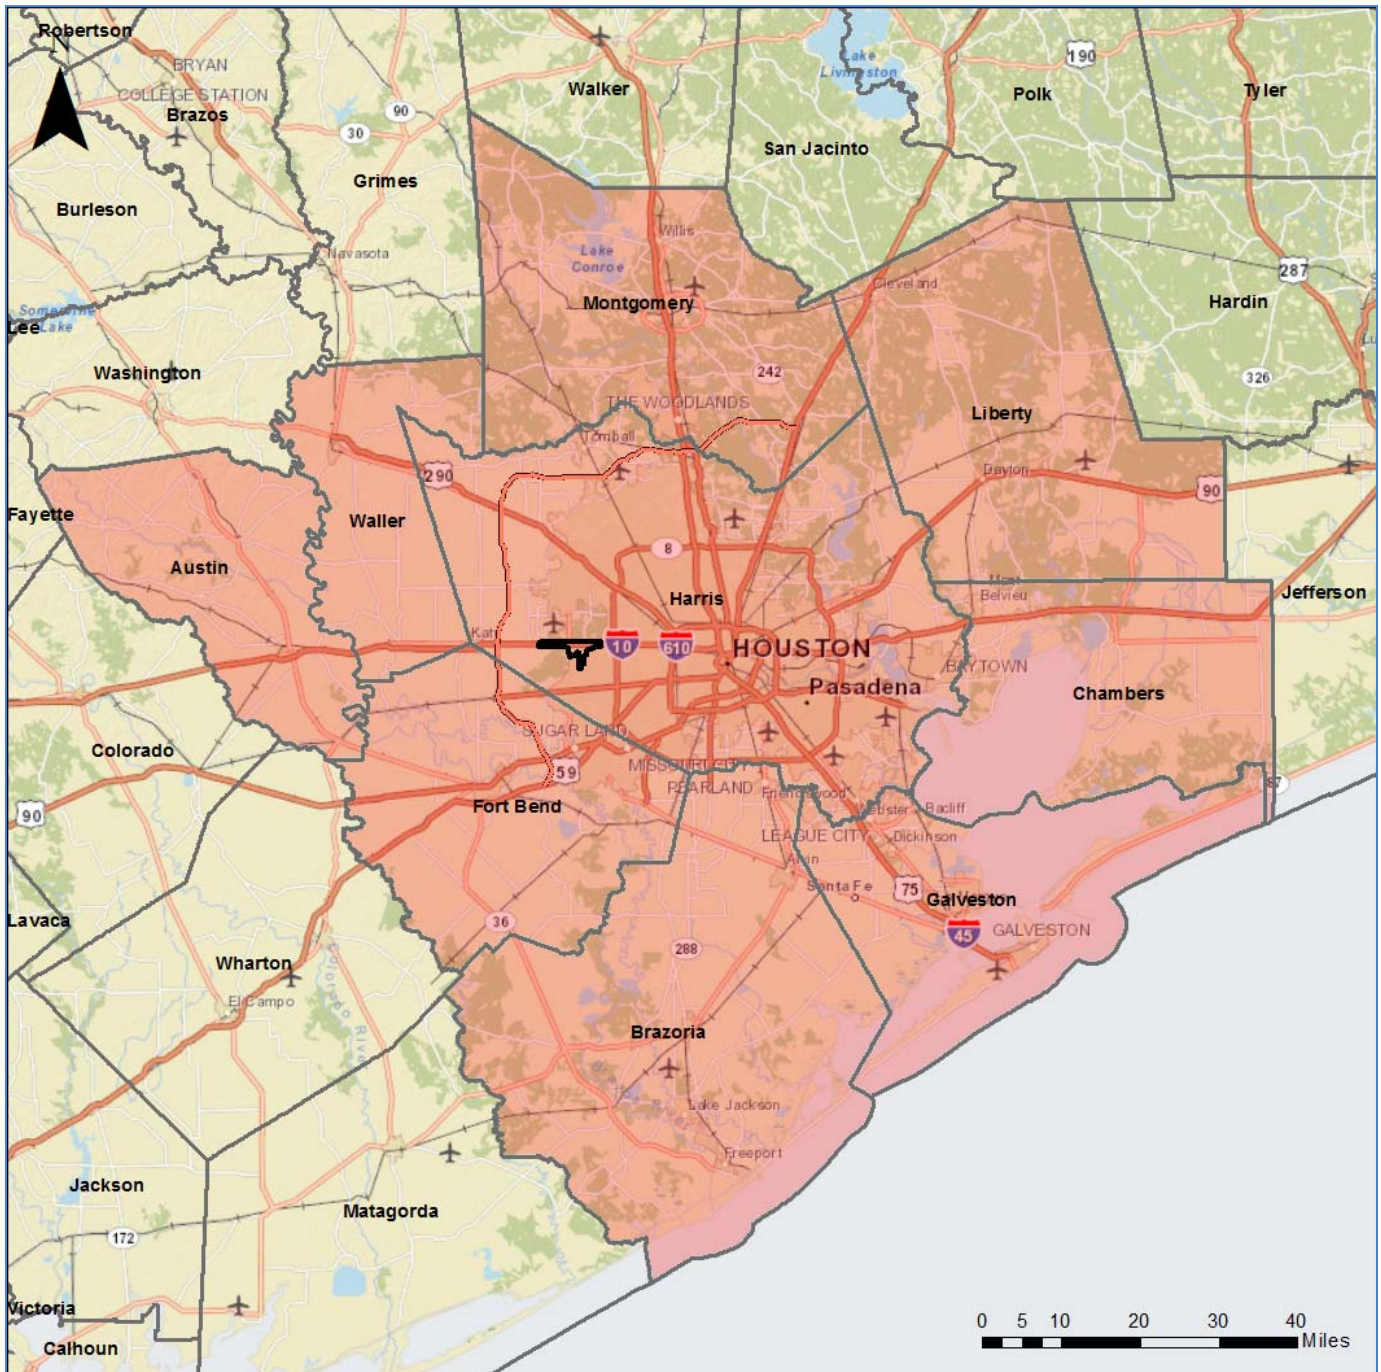 Robertson
N
BRYAN
COLLEGE STATION
Brazos
90
30
Walker
Lake
Livingston
190
Polk
Tyler
San Jacinto
Grimes
Burleson
Navasota
Willis
Lake
Conroe
Montgomery
Cleveland
287
Hardin
Lee
Washington
242
326
THE WOODLANDS
Liberty
Tomball
290
Dayton
90
Fayette
Waller
8
Austin
Harris
Mont
Belvieu
Jefferson
10
610
HOUSTON
BAYTOWN
Pasadena
Chambers
SUGAR LAND
Colorado
59
MISSOURI CITY
PEARLAND
Friendswood
87
Fort Bend
Webster
Bacliff
90
LEAGUE CITY
Dickinson
Alvin
Santa Fe
75
Galveston
Lavaca
36
45
GALVESTON
288
Wharton
El Campo
Colorado River
Brazoria
Lake Jackson
Freeport
Jackson
Matagorda
172
Victoria
Calhoun
0 5 10 20 30 40
Miles